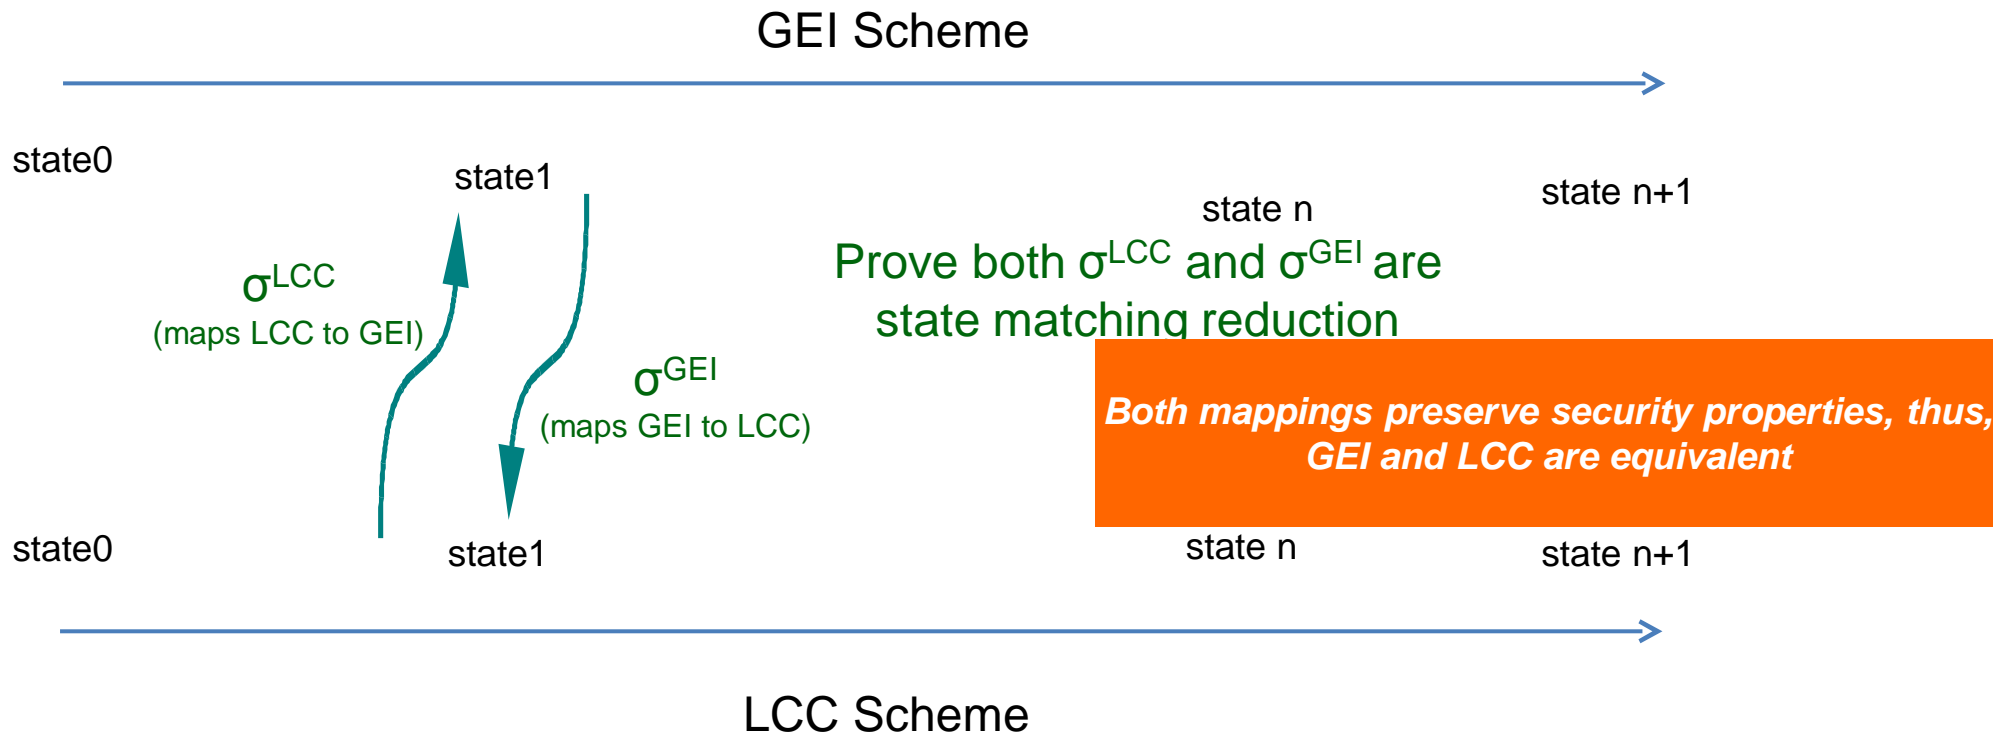 GEI Scheme
state0
state1
state n
state n+1
Prove both σLCC and σGEI are
state matching reduction
σLCC
(maps LCC to GEI)
σGEI
(maps GEI to LCC)
Both mappings preserve security properties, thus,
GEI and LCC are equivalent
state0
state1
state n
state n+1
LCC Scheme